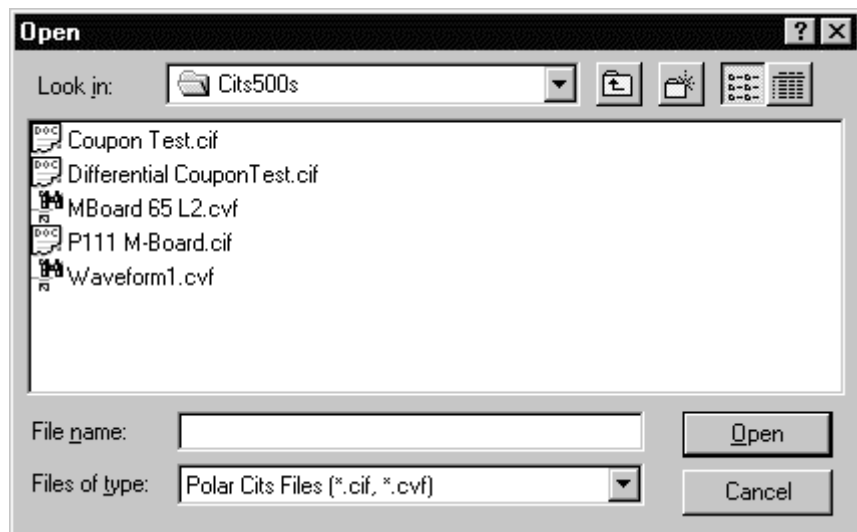 Open
Look in: Cits500s
Coupon Test.cif
Differential CouponTest.cif
MBoard 65 L2.cvf
P111 M-Board.cif
Waveform1.cvf
File name: Open
Files of type: Polar Cits Files (*.cif, *.cvf) Cancel